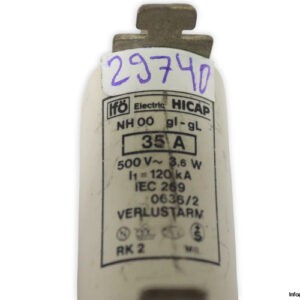 29740
ifö Electric HICAP
NH 00 gl-gL
35 A
500 V~ 3.6 W
I1 = 120 kA
IEC 269
0636/2
VERLUSTARM
RK 2